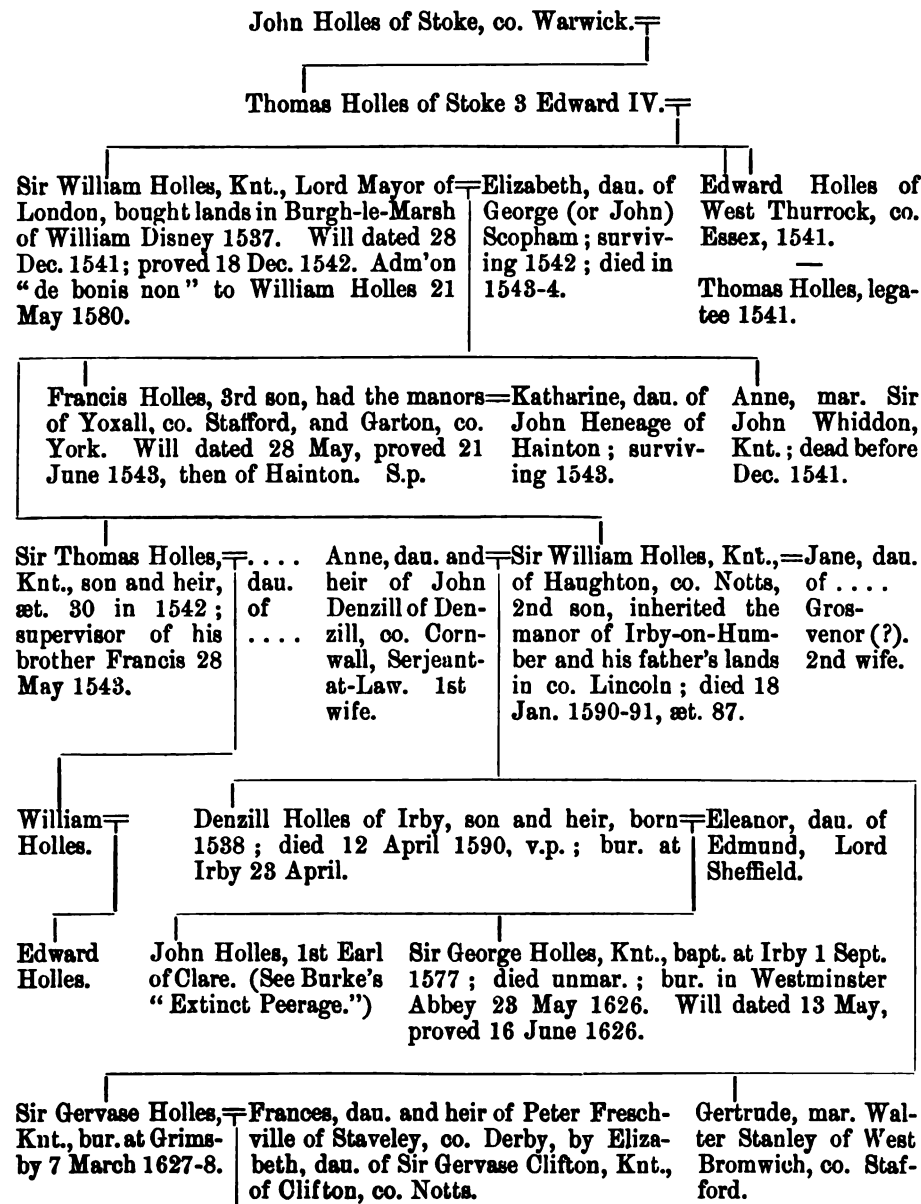 John Holles of Stoke, co. Warwick.
Thomas Holles of Stoke 3 Edward IV.
Sir William Holles, Knt., Lord Mayor of
London, bought lands in Burgh-le-Marsh
of William Disney 1537. Will dated 28
Dec. 1541; proved 18 Dec. 1542. Adm'on
"de bonis non" to William Holles 21
May 1580.
Elizabeth, dau. of
George (or John)
Scopham; surviv-
ing 1542; died in
1543-4.
Edward Holles of
West Thurrock, co.
Essex, 1541.
—
Thomas Holles, lega-
tee 1541.
Francis Holles, 3rd son, had the manors
of Yoxall, co. Stafford, and Garton, co.
York. Will dated 28 May, proved 21
June 1543, then of Hainton. S.p.
Katharine, dau. of
John Heneage of
Hainton; surviv-
ing 1543.
Anne, mar. Sir
John Whiddon,
Knt.; dead before
Dec. 1541.
Sir Thomas Holles,
Knt., son and heir,
æt. 30 in 1542;
supervisor of his
brother Francis 28
May 1543.
. . . .
dau.
of
. . . .
Anne, dau. and
heir of John
Denzill of Den-
zill, co. Corn-
wall, Serjeant-
at-Law. 1st
wife.
Sir William Holles, Knt.,
of Haughton, co. Notts,
2nd son, inherited the
manor of Irby-on-Hum-
ber and his father's lands
in co. Lincoln; died 18
Jan. 1590-91, æt. 87.
Jane, dau.
of . . . .
Gros-
venor (?).
2nd wife.
William
Holles.
Denzill Holles of Irby, son and heir, born
1538; died 12 April 1590, v.p.; bur. at
Irby 23 April.
Eleanor, dau. of
Edmund, Lord
Sheffield.
Edward
Holles.
John Holles, 1st Earl
of Clare. (See Burke's
"Extinct Peerage.")
Sir George Holles, Knt., bapt. at Irby 1 Sept.
1577; died unmar.; bur. in Westminster
Abbey 23 May 1626. Will dated 13 May,
proved 16 June 1626.
Sir Gervase Holles,
Knt., bur. at Grims-
by 7 March 1627-8.
Frances, dau. and heir of Peter Fresch-
ville of Staveley, co. Derby, by Eliza-
beth, dau. of Sir Gervase Clifton, Knt.,
of Clifton, co. Notts.
Gertrude, mar. Wal-
ter Stanley of West
Bromwich, co. Staf-
ford.